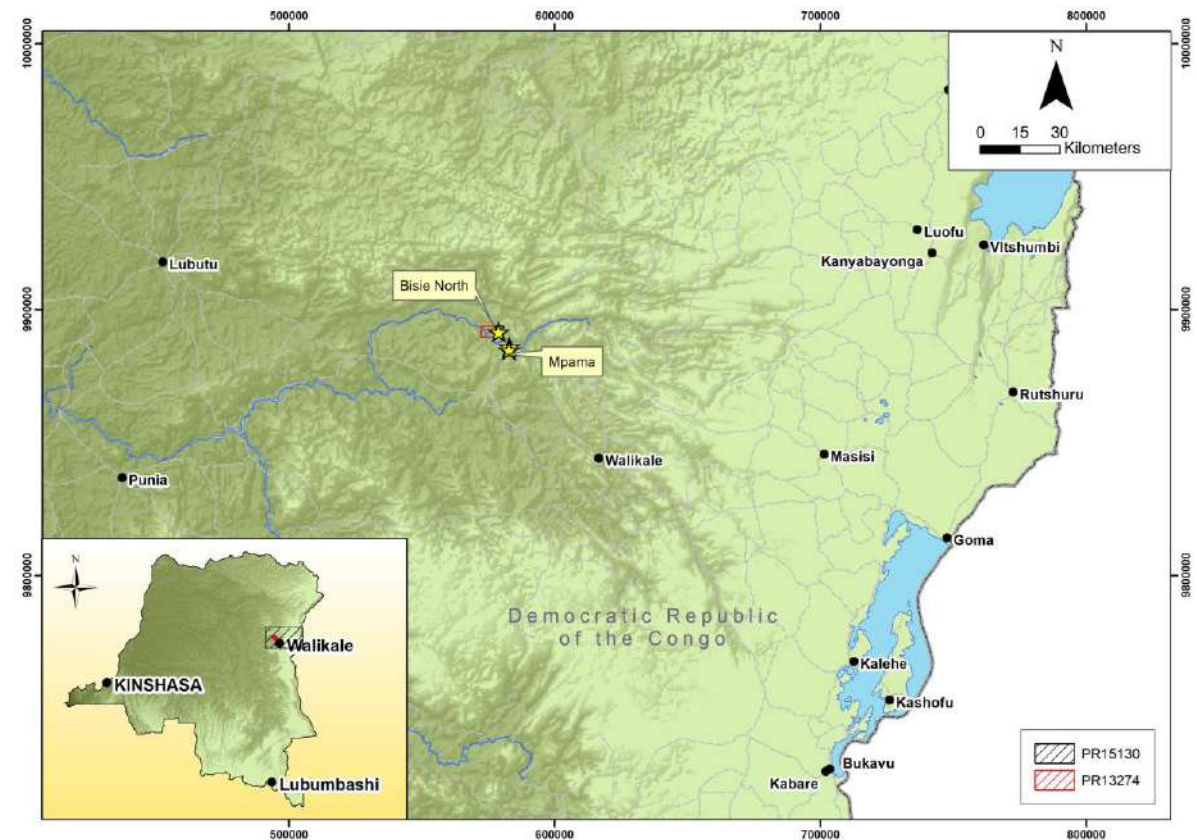 500000
600000
700000
800000
10000000
10000000
N
0 15 30
Kilometers
Luofu
Kanyabayonga
Vitshumbi
Lubutu
Bisie North
9900000
9900000
Mpama
Rutshuru
Walikale
Masisi
Punia
Goma
9800000
9800000
N
Democratic Republic
of the Congo
Walikale
KINSHASA
Kalehe
Kashofu
Lubumbashi
Bukavu
Kabare
PR15130
PR13274
500000
600000
700000
800000